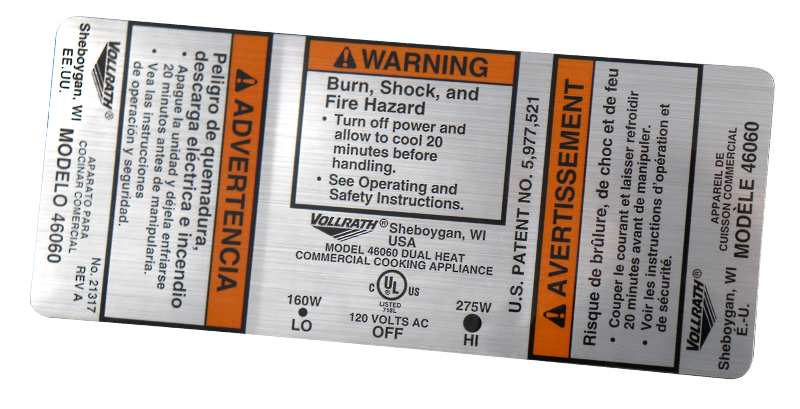 VOLLRATH®
Sheboygan, WI
EE.UU.
MODELO 46060
APARATO PARA
COCINAR COMERCIAL
No. 21317
REV A
ADVERTENCIA
Peligro de quemadura,
descarga eléctrica e incendio
• Apague la unidad y déjela enfriarse
20 minutos antes de manipularia.
• Vea las instrucciones
de operación y seguridad.
WARNING
Burn, Shock, and
Fire Hazard
• Turn off power and
allow to cool 20
minutes before
handling.
• See Operating and
Safety Instructions.
VOLLRATH® Sheboygan, WI
USA
MODEL 46060 DUAL HEAT
COMMERCIAL COOKING APPLIANCE
C UL US
LISTED
718L
160W
LO
120 VOLTS AC
OFF
275W
HI
U.S. PATENT NO. 5,977,521
AVERTISSEMENT
Risque de brûlure, de choc et de feu
• Couper le courant et laisser refroidir
20 minutes avant de manipuler.
• Voir les instructions d'opération et
de sécurité.
VOLLRATH®
Sheboygan, WI
É.-U.
APPAREIL DE
CUISSON COMMERCIAL
MODÈLE 46060